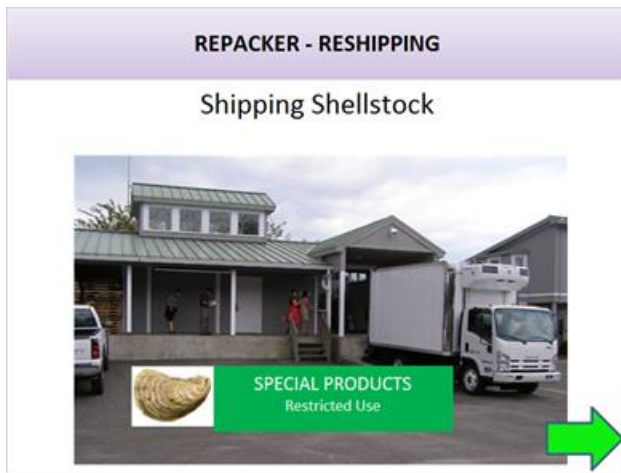 REPACKER - RESHIPPING
Shipping Shellstock
SPECIAL PRODUCTS
Restricted Use